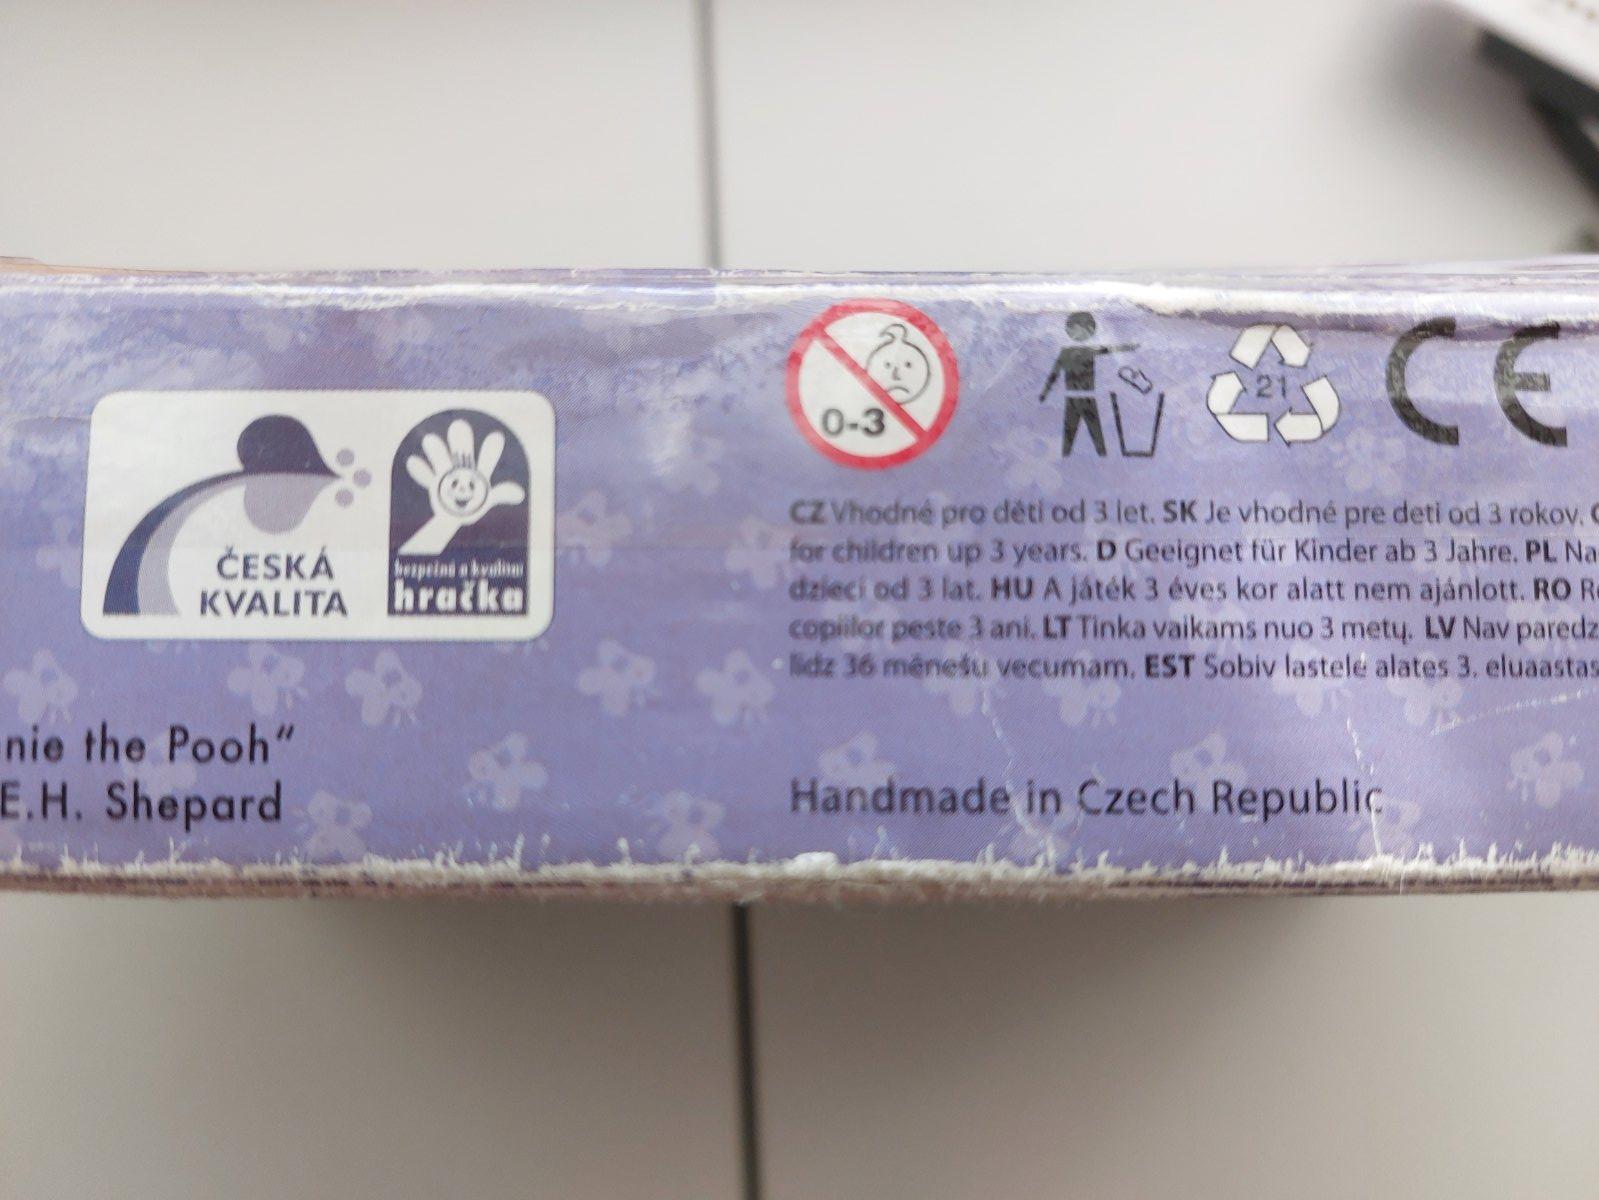 ČESKÁ
KVALITA
bezpečná a kvalitní
hračka
nie the Pooh“
E.H. Shepard
0-3
21
CE
CZ Vhodné pro děti od 3 let. SK Je vhodné pre deti od 3 rokov.
for children up 3 years. D Geeignet für Kinder ab 3 Jahre. PL Na
dzieci od 3 lat. HU A játék 3 éves kor alatt nem ajánlott. RO R
copiilor peste 3 ani. LT Tinka vaikams nuo 3 metų. LV Nav paredz
līdz 36 mēnešu vecumam. EST Sobiv lastele alates 3. eluaastas
Handmade in Czech Republic